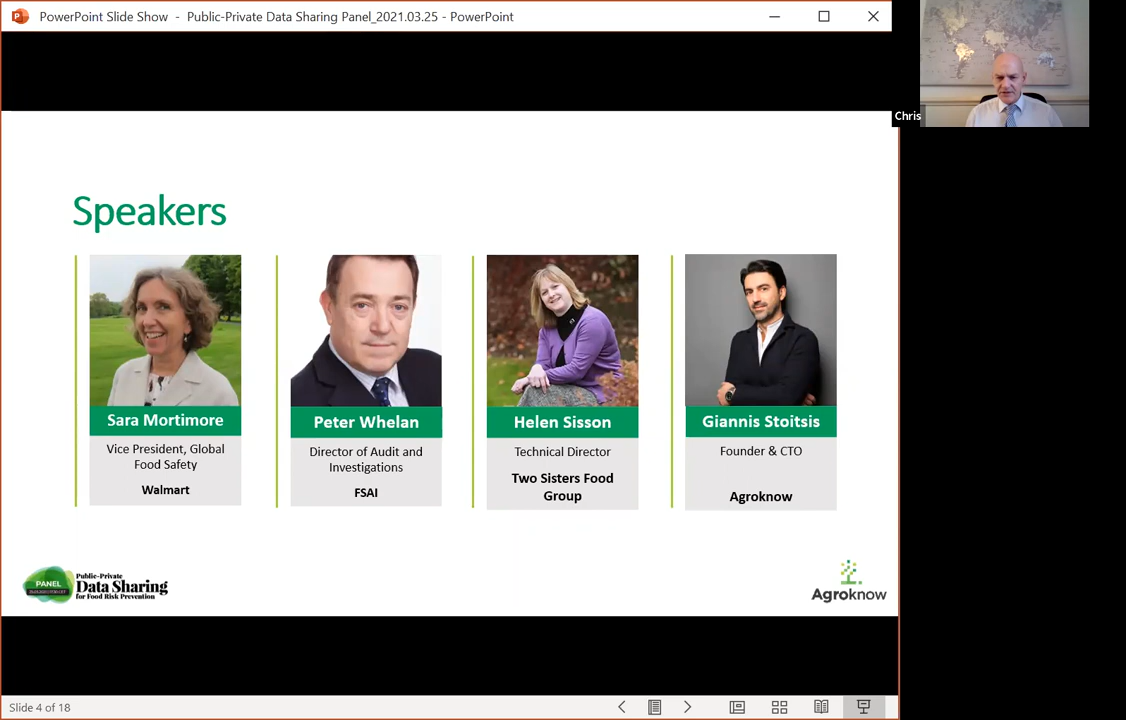 PowerPoint Slide Show - Public-Private Data Sharing Panel_2021.03.25 - PowerPoint
Chris
Speakers
Sara Mortimore
Vice President, Global
Food Safety
Walmart
Peter Whelan
Director of Audit and
Investigations
FSAI
Helen Sisson
Technical Director
Two Sisters Food
Group
Giannis Stoitsis
Founder & CTO
Agroknow
PANEL
Public-Private
Data Sharing
for Food Risk Prevention
Agroknow
Slide 4 of 18